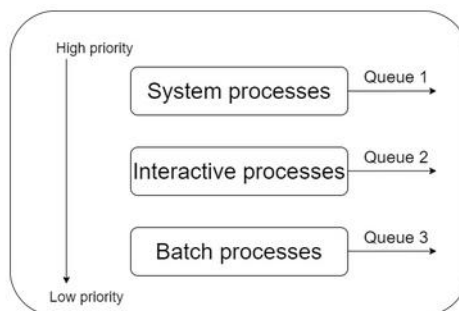 High priority
System processes
Queue 1
Interactive processes
Queue 2
Batch processes
Queue 3
Low priority